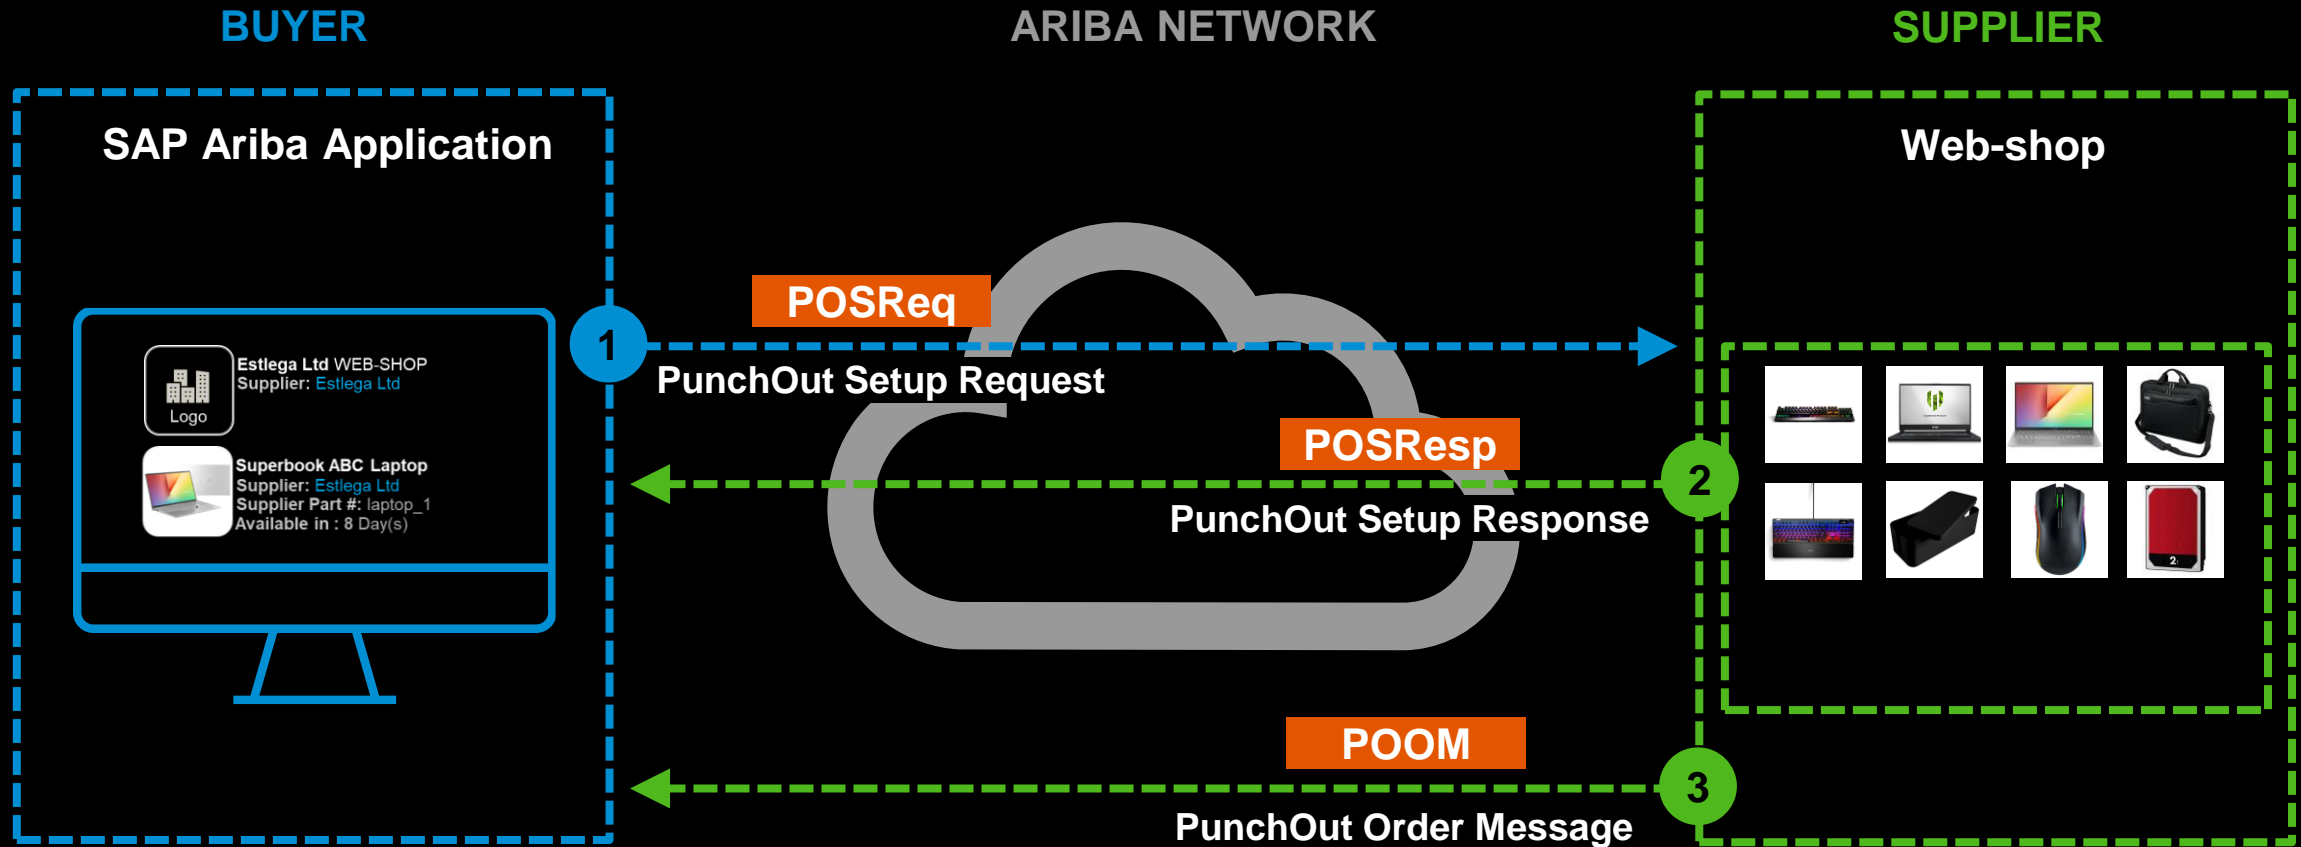 BUYER
ARIBA NETWORK
SUPPLIER
SAP Ariba Application
Web-shop
POSReq
1
PunchOut Setup Request
Logo
Estlega Ltd WEB-SHOP
Supplier: Estlega Ltd
Superbook ABC Laptop
Supplier: Estlega Ltd
Supplier Part #: laptop_1
Available in : 8 Day(s)
POSResp
2
PunchOut Setup Response
POOM
3
PunchOut Order Message